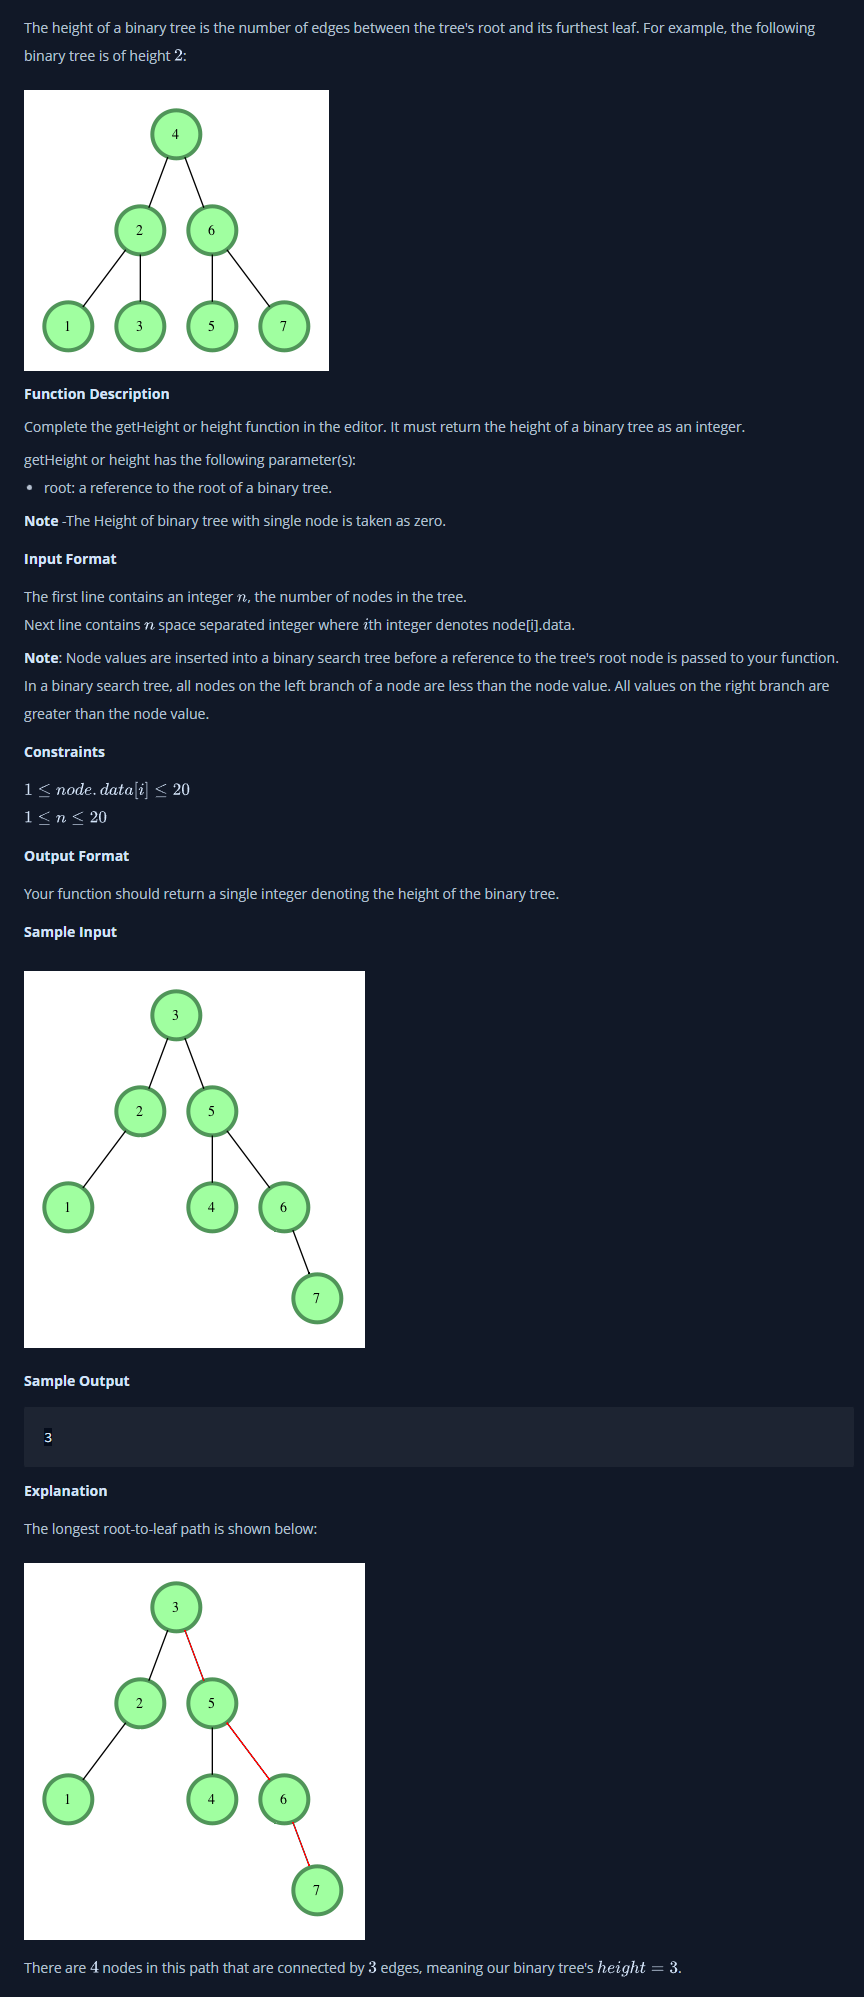 The height of a binary tree is the number of edges between the tree's root and its furthest leaf. For example, the following
binary tree is of height 2:
4
2 6
1 3 5 7
Function Description
Complete the getHeight or height function in the editor. It must return the height of a binary tree as an integer.
getHeight or height has the following parameter(s):
• root: a reference to the root of a binary tree.
Note -The Height of binary tree with single node is taken as zero.
Input Format
The first line contains an integer n, the number of nodes in the tree.
Next line contains n space separated integer where ith integer denotes node[i].data.
Note: Node values are inserted into a binary search tree before a reference to the tree's root node is passed to your function.
In a binary search tree, all nodes on the left branch of a node are less than the node value. All values on the right branch are
greater than the node value.
Constraints
1 ≤ node.data[i] ≤ 20
1 ≤ n ≤ 20
Output Format
Your function should return a single integer denoting the height of the binary tree.
Sample Input
3
2 5
1 4 6
7
Sample Output
3
Explanation
The longest root-to-leaf path is shown below:
3
2 5
1 4 6
7
There are 4 nodes in this path that are connected by 3 edges, meaning our binary tree's height = 3.